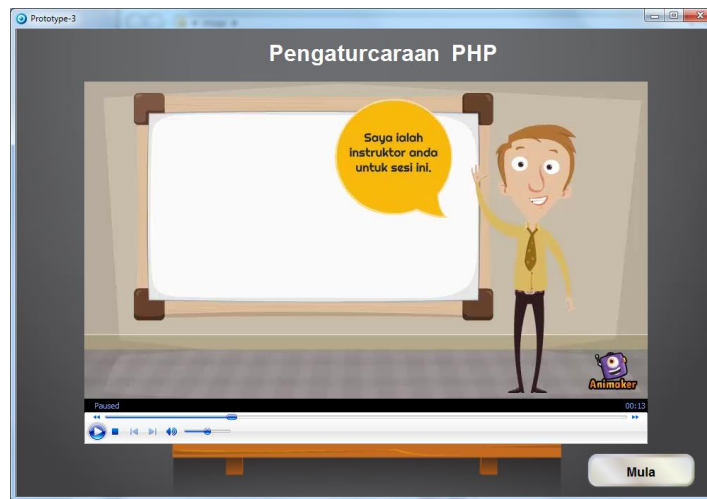 Prototype-3
Pengaturcaraan PHP
Saya ialah
instruktor anda
untuk sesi ini.
Animaker
Paused
00:13
Mula